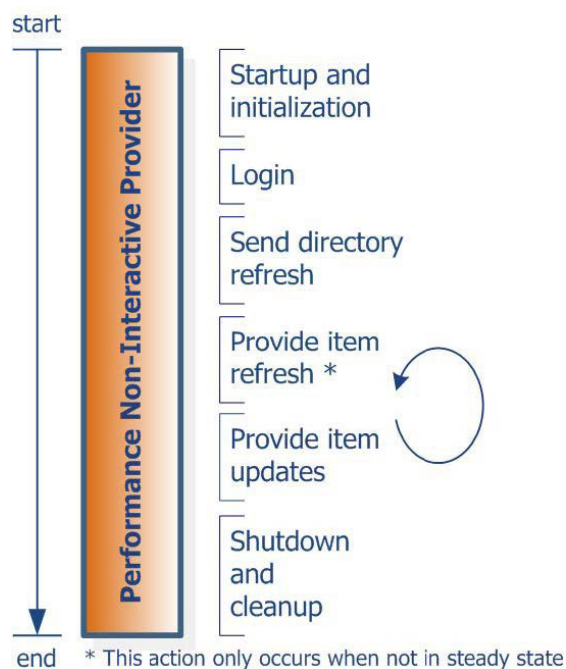 start
Performance Non-Interactive Provider
Startup and
initialization
Login
Send directory
refresh
Provide item
refresh *
Provide item
updates
Shutdown
and
cleanup
end
* This action only occurs when not in steady state